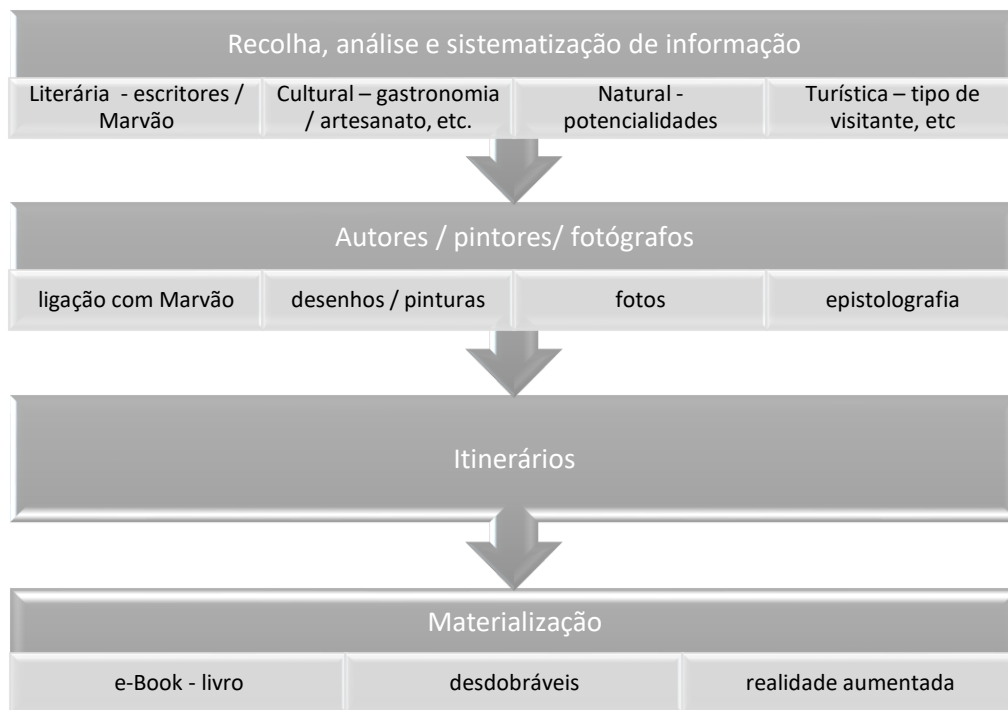 Recolha, análise e sistematização de informação
Literária - escritores /
Marvão
Cultural – gastronomia
/ artesanato, etc.
Natural -
potencialidades
Turística – tipo de
visitante, etc
Autores / pintores/ fotógrafos
ligação com Marvão
desenhos / pinturas
fotos
epistolografia
Itinerários
Materialização
e-Book - livro
desdobráveis
realidade aumentada